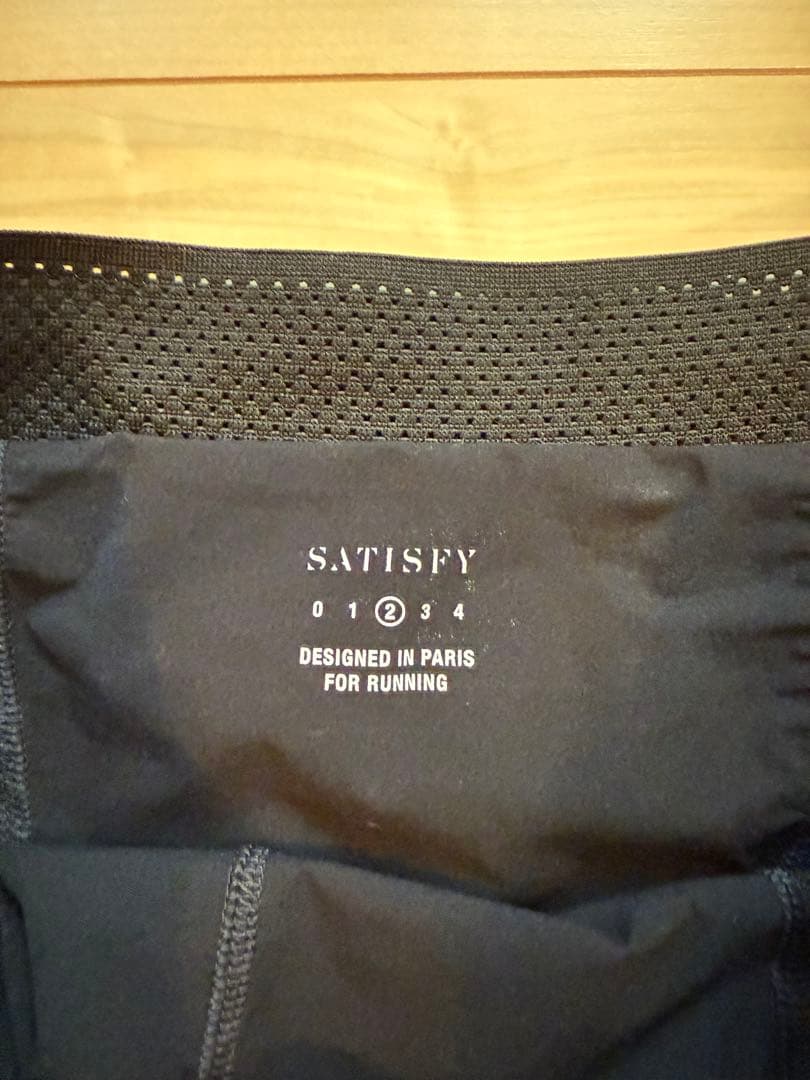 SATISFY
0 1 2 3 4
DESIGNED IN PARIS
FOR RUNNING